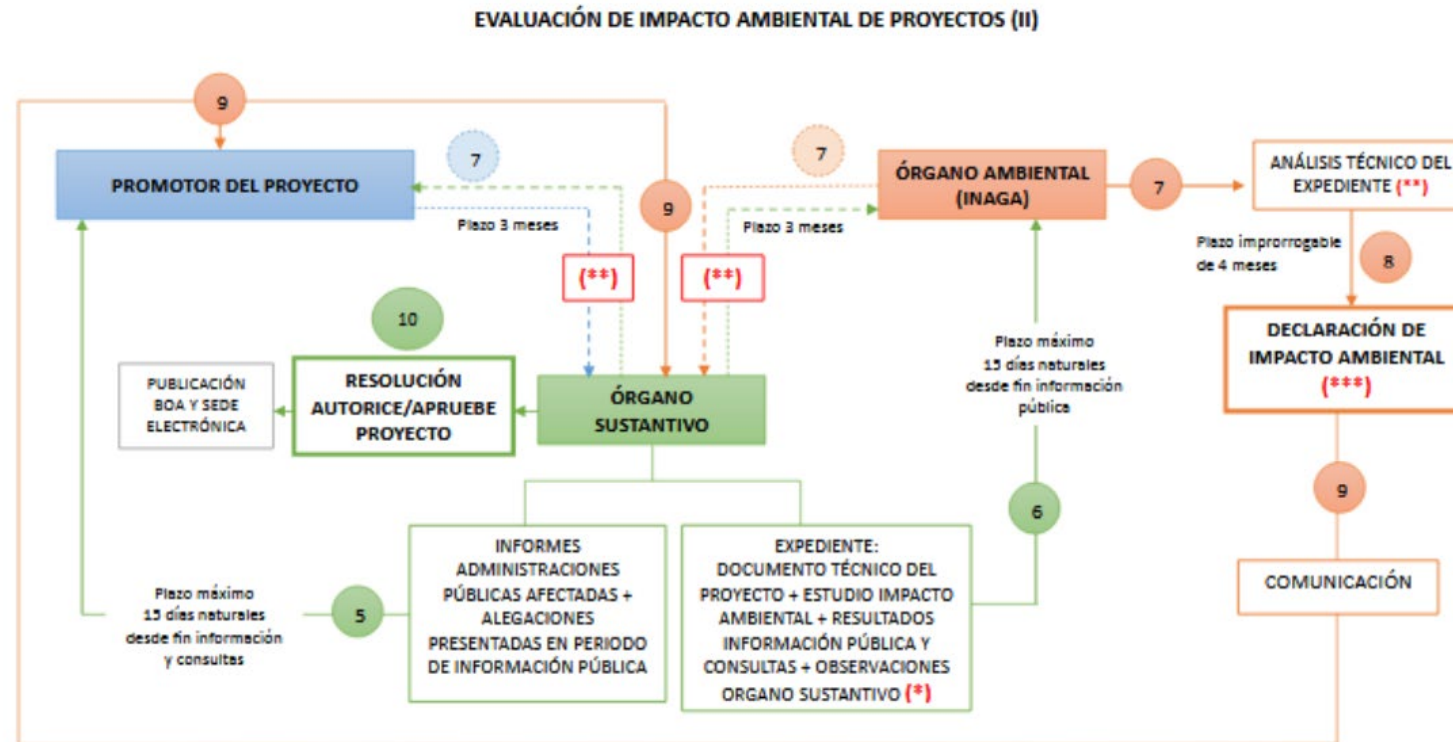 EVALUACIÓN DE IMPACTO AMBIENTAL DE PROYECTOS (II)
9
PROMOTOR DEL PROYECTO
7
Plazo 3 meses
(**)
9
7
Plazo 3 meses
(**)
ÓRGANO AMBIENTAL
(INAGA)
7
ANÁLISIS TÉCNICO DEL
EXPEDIENTE (**)
Plazo improrrogable
de 4 meses
8
DECLARACIÓN DE
IMPACTO AMBIENTAL
(***)
10
PUBLICACIÓN
BOA Y SEDE
ELECTRÓNICA
RESOLUCIÓN
AUTORICE/APRUEBE
PROYECTO
ÓRGANO
SUSTANTIVO
Plazo máximo
15 días naturales
desde fin información
pública
6
9
Plazo máximo
15 días naturales
desde fin información
y consultas
5
INFORMES
ADMINISTRACIONES
PÚBLICAS AFECTADAS +
ALEGACIONES
PRESENTADAS EN PERIODO
DE INFORMACIÓN PÚBLICA
EXPEDIENTE:
DOCUMENTO TÉCNICO DEL
PROYECTO + ESTUDIO IMPACTO
AMBIENTAL + RESULTADOS
INFORMACIÓN PÚBLICA Y
CONSULTAS + OBSERVACIONES
ORGANO SUSTANTIVO (*)
COMUNICACIÓN